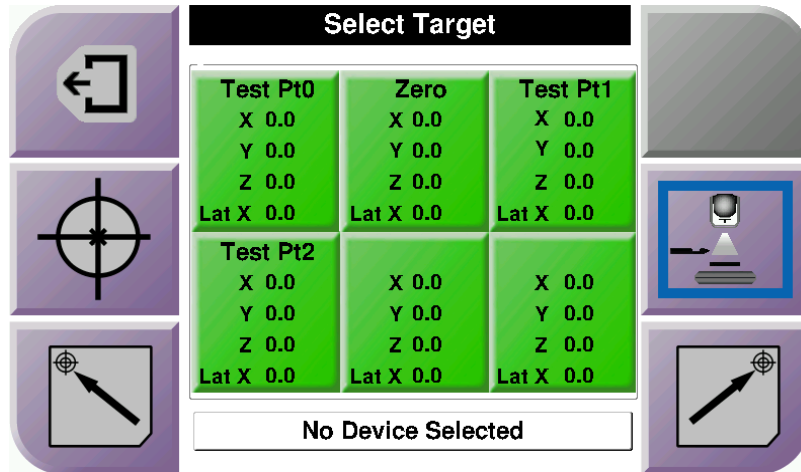 Select Target
Test Pt0 Zero Test Pt1
X 0.0 X 0.0 X 0.0
Y 0.0 Y 0.0 Y 0.0
Z 0.0 Z 0.0 Z 0.0
Lat X 0.0 Lat X 0.0 Lat X 0.0
Test Pt2
X 0.0 X 0.0 X 0.0
Y 0.0 Y 0.0 Y 0.0
Z 0.0 Z 0.0 Z 0.0
Lat X 0.0 Lat X 0.0 Lat X 0.0
No Device Selected